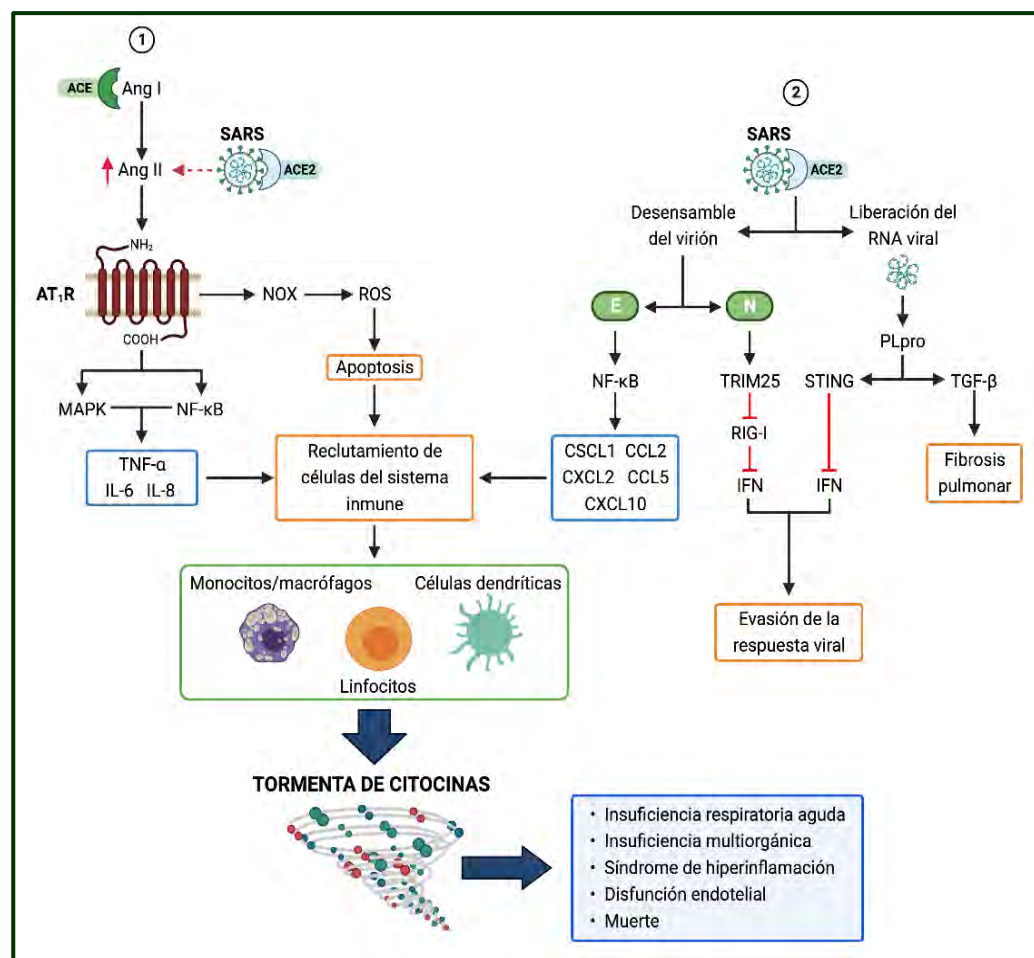 1
ACE
Ang I
SARS
Ang II
ACE2
NH₂
AT₁R
NOX
ROS
COOH
Apoptosis
MAPK
NF-κB
TNF-α
IL-6 IL-8
Reclutamiento de
células del sistema
inmune
2
SARS
ACE2
Desensamble
del virión
Liberación del
RNA viral
E
N
PLpro
NF-κB
TRIM25
STING
TGF-β
RIG-I
CSCL1 CCL2
CXCL2 CCL5
CXCL10
IFN
IFN
Fibrosis
pulmonar
Evasión de la
respuesta viral
Monocitos/macrófagos
Células dendríticas
Linfocitos
TORMENTA DE CITOCINAS
· Insuficiencia respiratoria aguda
· Insuficiencia multiorgánica
· Síndrome de hiperinflamación
· Disfunción endotelial
· Muerte